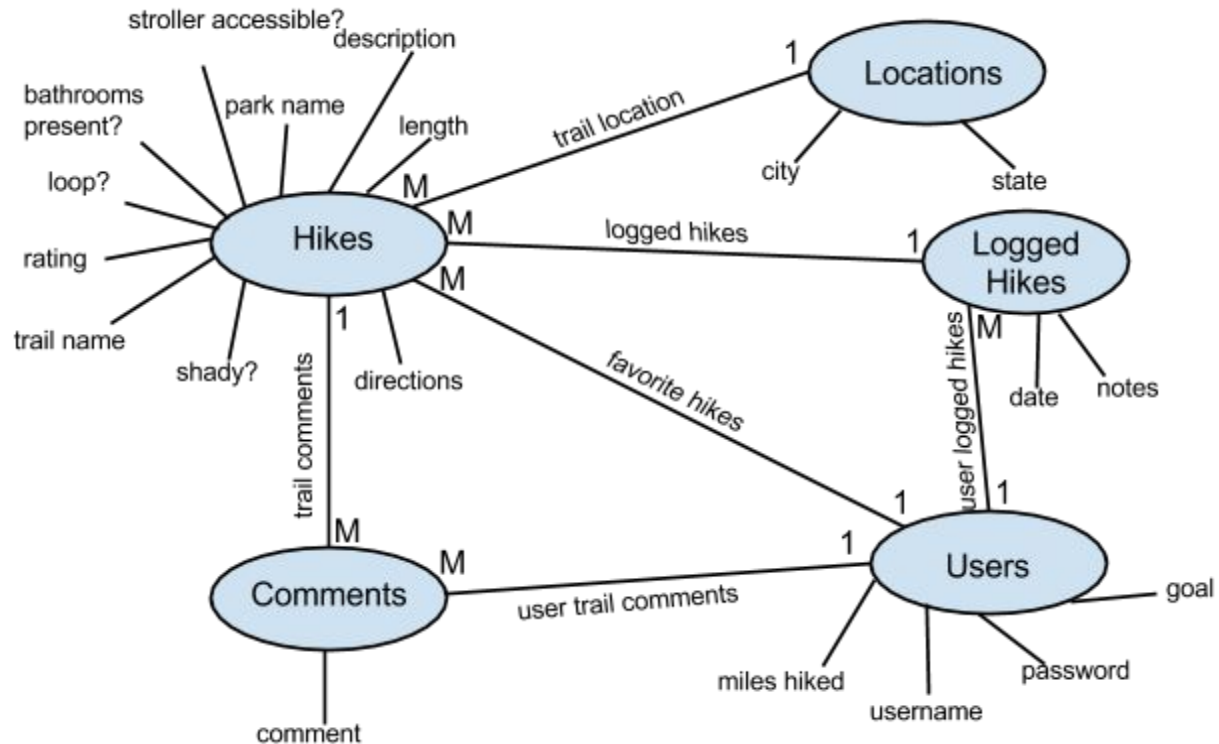 stroller accessible?
description
bathrooms
present?
park name
length
loop?
rating
trail name
shady?
directions
Hikes
M
trail location
1
Locations
city
state
M
logged hikes
1
Logged
Hikes
M
date
notes
user logged hikes
1
M
favorite hikes
1
1
trail comments
M
Comments
comment
M
user trail comments
1
Users
miles hiked
username
password
goal